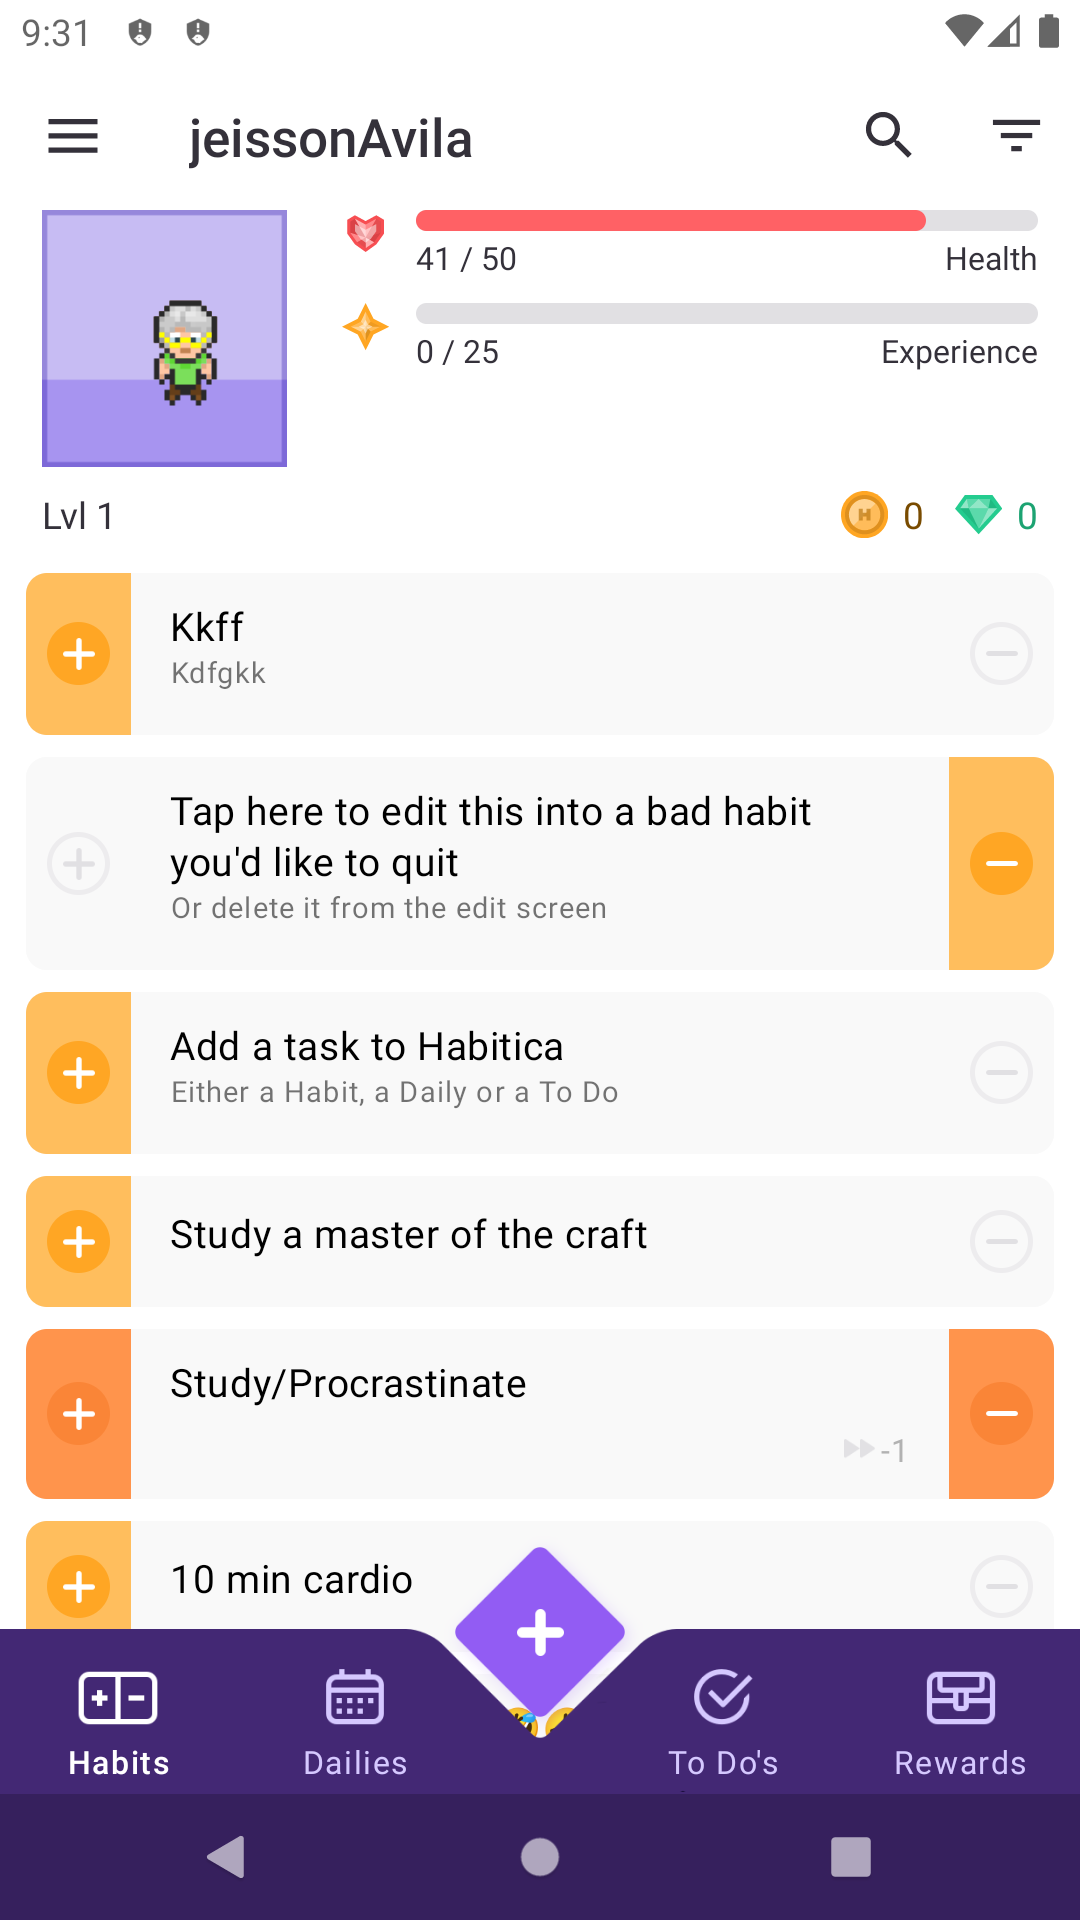 9:31
jeissonAvila
41 / 50 Health
0 / 25 Experience
Lvl 1 0 0
Kkff
Kdfgkk
Tap here to edit this into a bad habit
you'd like to quit
Or delete it from the edit screen
Add a task to Habitica
Either a Habit, a Daily or a To Do
Study a master of the craft
Study/Procrastinate
-1
10 min cardio
Habits Dailies To Do's Rewards